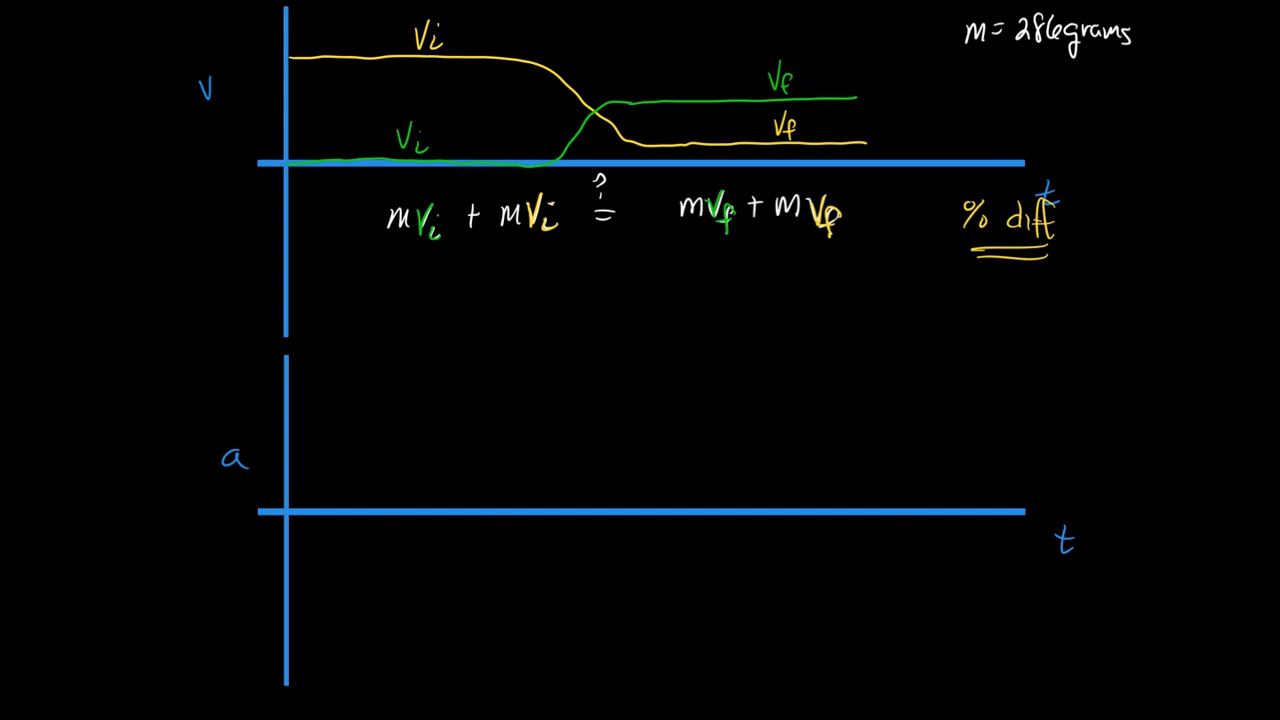 m = 286grams
Vi
V
Vf
Vi
Vf
t
mVi + mVi ?= mVf + mVf
% diff
a
t